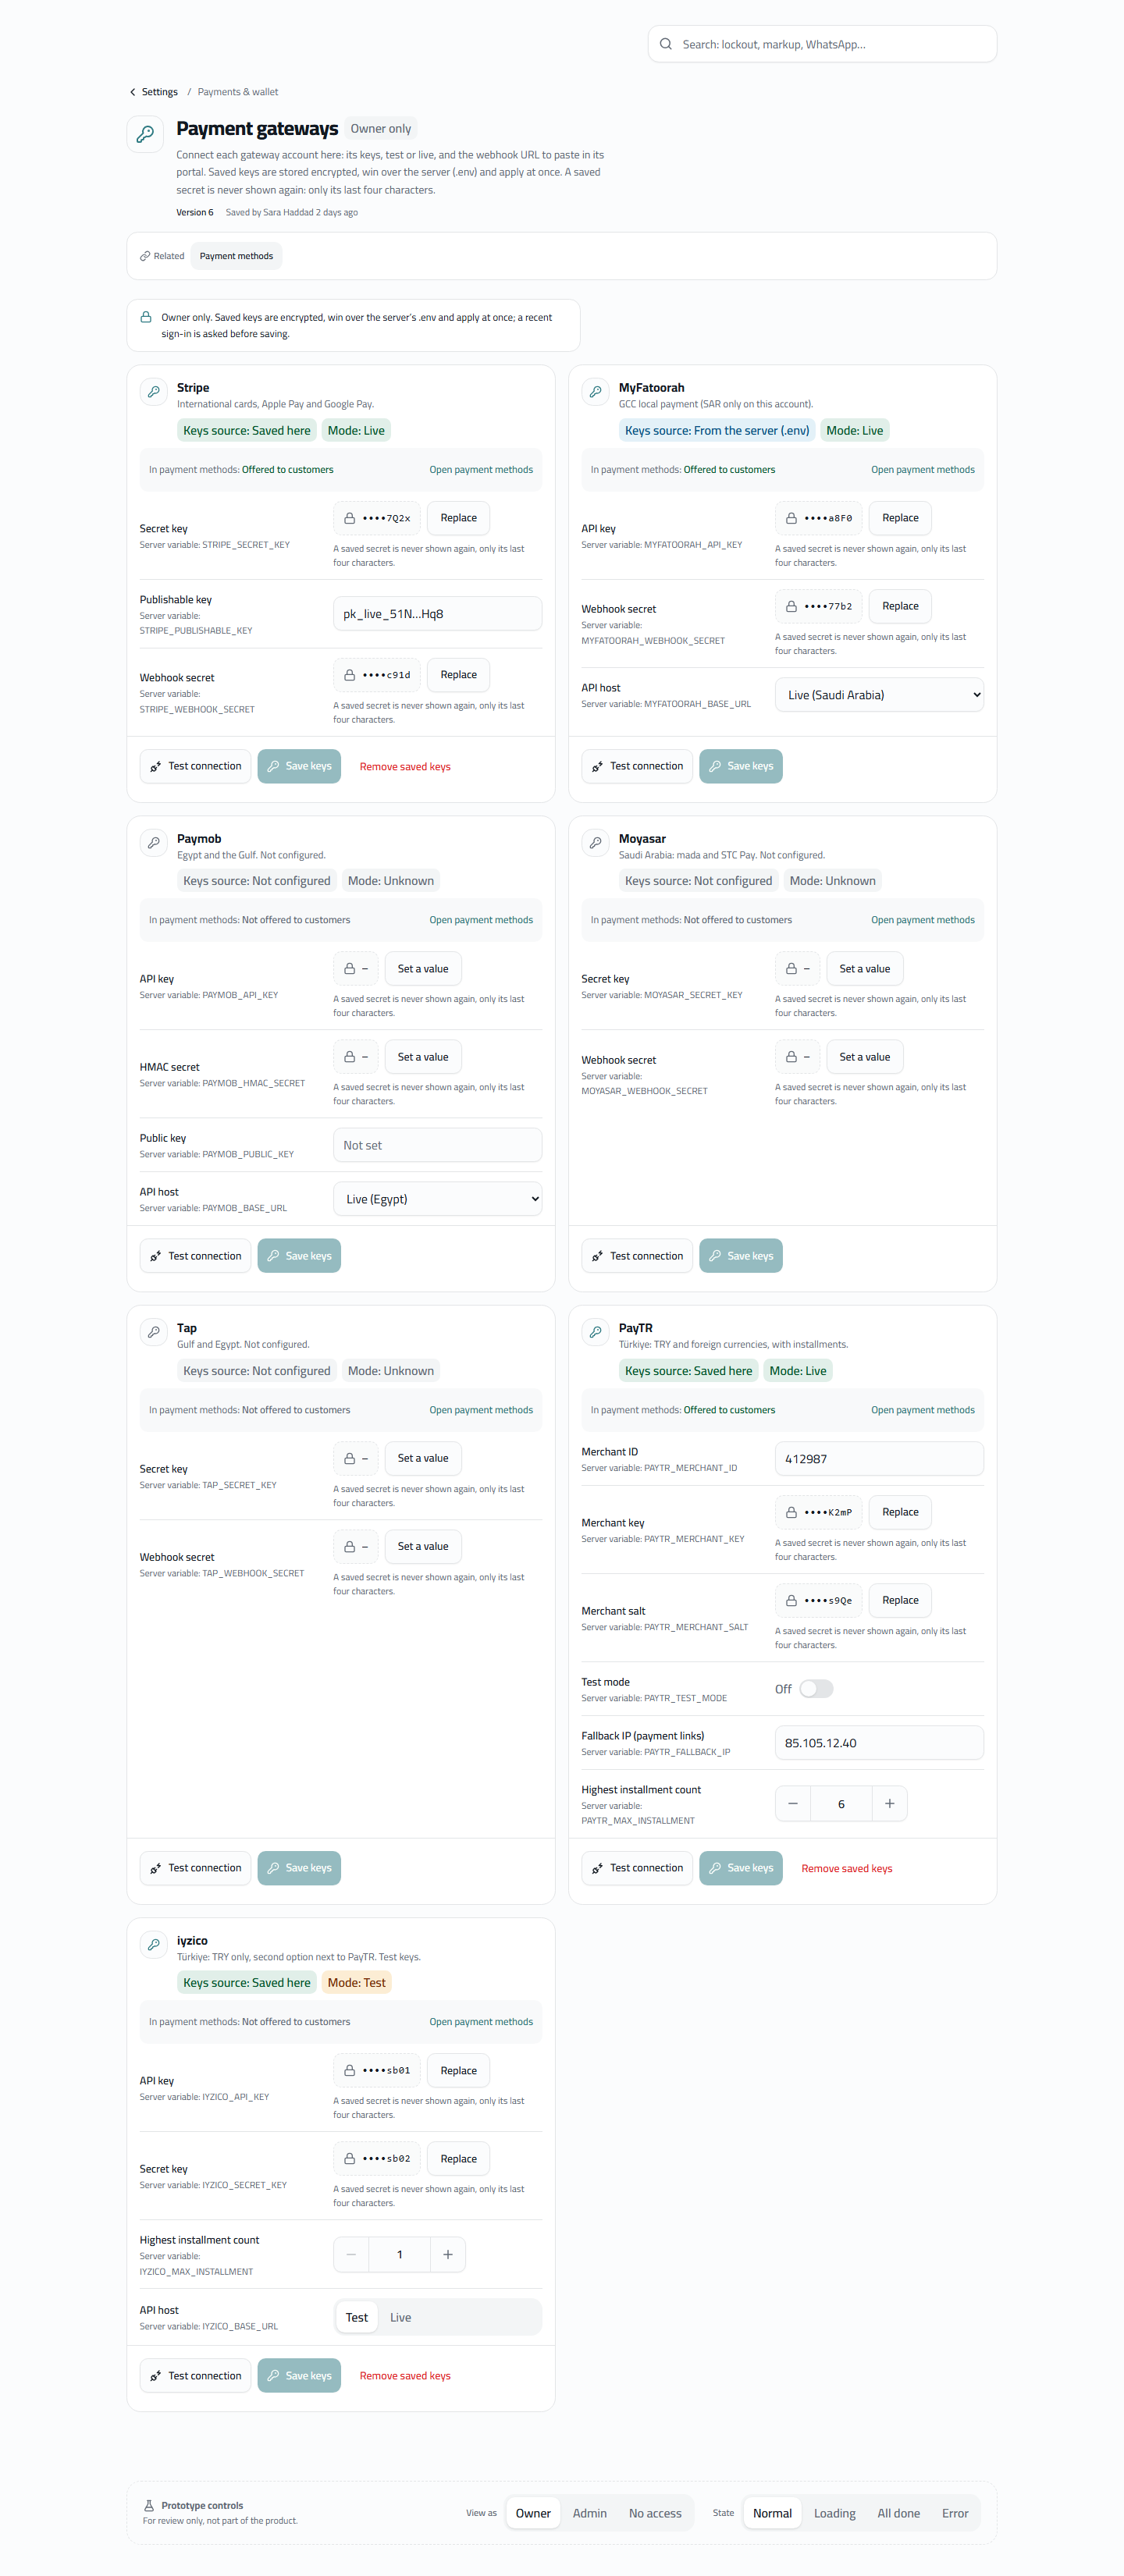 Search: lockout, markup, WhatsApp...
Settings / Payments & wallet
Payment gateways Owner only
Connect each gateway account here: its keys, test or live, and the webhook URL to paste in its
portal. Saved keys are stored encrypted, win over the server (.env) and apply at once. A saved
secret is never shown again: only its last four characters.
Version 6 Saved by Sara Haddad 2 days ago
Related Payment methods
Owner only. Saved keys are encrypted, win over the server's .env and apply at once; a recent
sign-in is asked before saving.
Stripe
International cards, Apple Pay and Google Pay.
Keys source: Saved here Mode: Live
In payment methods: Offered to customers Open payment methods
Secret key
Server variable: STRIPE_SECRET_KEY
••••7Q2x Replace
A saved secret is never shown again, only its last
four characters.
Publishable key
Server variable:
STRIPE_PUBLISHABLE_KEY
pk_live_51N...Hq8
Webhook secret
Server variable:
STRIPE_WEBHOOK_SECRET
••••c91d Replace
A saved secret is never shown again, only its last
four characters.
Test connection Save keys Remove saved keys
MyFatoorah
GCC local payment (SAR only on this account).
Keys source: From the server (.env) Mode: Live
In payment methods: Offered to customers Open payment methods
API key
Server variable: MYFATOORAH_API_KEY
••••a8F0 Replace
A saved secret is never shown again, only its last
four characters.
Webhook secret
Server variable:
MYFATOORAH_WEBHOOK_SECRET
••••77b2 Replace
A saved secret is never shown again, only its last
four characters.
API host
Server variable: MYFATOORAH_BASE_URL
Live (Saudi Arabia)
Test connection Save keys
Paymob
Egypt and the Gulf. Not configured.
Keys source: Not configured Mode: Unknown
In payment methods: Not offered to customers Open payment methods
API key
Server variable: PAYMOB_API_KEY
– Set a value
A saved secret is never shown again, only its last
four characters.
HMAC secret
Server variable: PAYMOB_HMAC_SECRET
– Set a value
A saved secret is never shown again, only its last
four characters.
Public key
Server variable: PAYMOB_PUBLIC_KEY
Not set
API host
Server variable: PAYMOB_BASE_URL
Live (Egypt)
Test connection Save keys
Moyasar
Saudi Arabia: mada and STC Pay. Not configured.
Keys source: Not configured Mode: Unknown
In payment methods: Not offered to customers Open payment methods
Secret key
Server variable: MOYASAR_SECRET_KEY
– Set a value
A saved secret is never shown again, only its last
four characters.
Webhook secret
Server variable:
MOYASAR_WEBHOOK_SECRET
– Set a value
A saved secret is never shown again, only its last
four characters.
Test connection Save keys
Tap
Gulf and Egypt. Not configured.
Keys source: Not configured Mode: Unknown
In payment methods: Not offered to customers Open payment methods
Secret key
Server variable: TAP_SECRET_KEY
– Set a value
A saved secret is never shown again, only its last
four characters.
Webhook secret
Server variable: TAP_WEBHOOK_SECRET
– Set a value
A saved secret is never shown again, only its last
four characters.
Test connection Save keys
PayTR
Türkiye: TRY and foreign currencies, with installments.
Keys source: Saved here Mode: Live
In payment methods: Offered to customers Open payment methods
Merchant ID
Server variable: PAYTR_MERCHANT_ID
412987
Merchant key
Server variable: PAYTR_MERCHANT_KEY
••••K2mP Replace
A saved secret is never shown again, only its last
four characters.
Merchant salt
Server variable: PAYTR_MERCHANT_SALT
••••s9Qe Replace
A saved secret is never shown again, only its last
four characters.
Test mode
Server variable: PAYTR_TEST_MODE
Off
Fallback IP (payment links)
Server variable: PAYTR_FALLBACK_IP
85.105.12.40
Highest installment count
Server variable:
PAYTR_MAX_INSTALLMENT
− 6 +
Test connection Save keys Remove saved keys
iyzico
Türkiye: TRY only, second option next to PayTR. Test keys.
Keys source: Saved here Mode: Test
In payment methods: Not offered to customers Open payment methods
API key
Server variable: IYZICO_API_KEY
••••sb01 Replace
A saved secret is never shown again, only its last
four characters.
Secret key
Server variable: IYZICO_SECRET_KEY
••••sb02 Replace
A saved secret is never shown again, only its last
four characters.
Highest installment count
Server variable:
IYZICO_MAX_INSTALLMENT
− 1 +
API host
Server variable: IYZICO_BASE_URL
Test Live
Test connection Save keys Remove saved keys
Prototype controls
For review only, not part of the product.
View as Owner Admin No access State Normal Loading All done Error